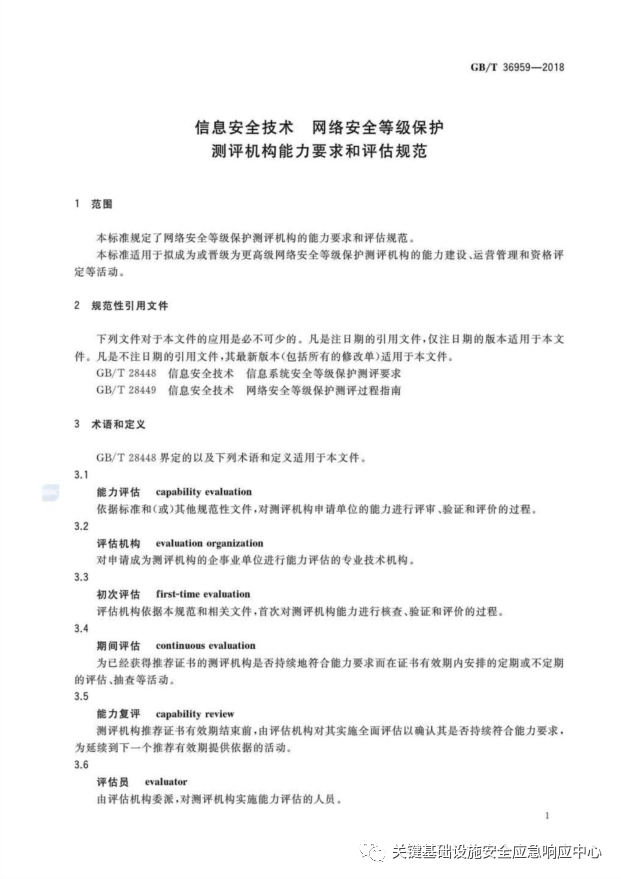 GB/T 36959—2018
信息安全技术 网络安全等级保护
测评机构能力要求和评估规范
1 范围
本标准规定了网络安全等级保护测评机构的能力要求和评估规范。
本标准适用于拟成为或晋级为更高级网络安全等级保护测评机构的能力建设、运营管理和资格评
定等活动。
2 规范性引用文件
下列文件对于本文件的应用是必不可少的。凡是注日期的引用文件,仅注日期的版本适用于本文
件。凡是不注日期的引用文件,其最新版本(包括所有的修改单)适用于本文件。
GB/T 28448 信息安全技术 信息系统安全等级保护测评要求
GB/T 28449 信息安全技术 网络安全等级保护测评过程指南
3 术语和定义
GB/T 28448 界定的以及下列术语和定义适用于本文件。
3.1
能力评估 capability evaluation
依据标准和(或)其他规范性文件,对测评机构申请单位的能力进行评审、验证和评价的过程。
3.2
评估机构 evaluation organization
对申请成为测评机构的企事业单位进行能力评估的专业技术机构。
3.3
初次评估 first-time evaluation
评估机构依据本规范和相关文件,首次对测评机构能力进行核查、验证和评价的过程。
3.4
期间评估 continuous evaluation
为已经获得推荐证书的测评机构是否持续地符合能力要求而在证书有效期内安排的定期或不定期
的评估、抽查等活动。
3.5
能力复评 capability review
测评机构推荐证书有效期结束前,由评估机构对其实施全面评估以确认其是否持续符合能力要求,
为延续到下一个推荐有效期提供依据的活动。
3.6
评估员 evaluator
由评估机构委派,对测评机构实施能力评估的人员。
1
关键基础设施安全应急响应中心